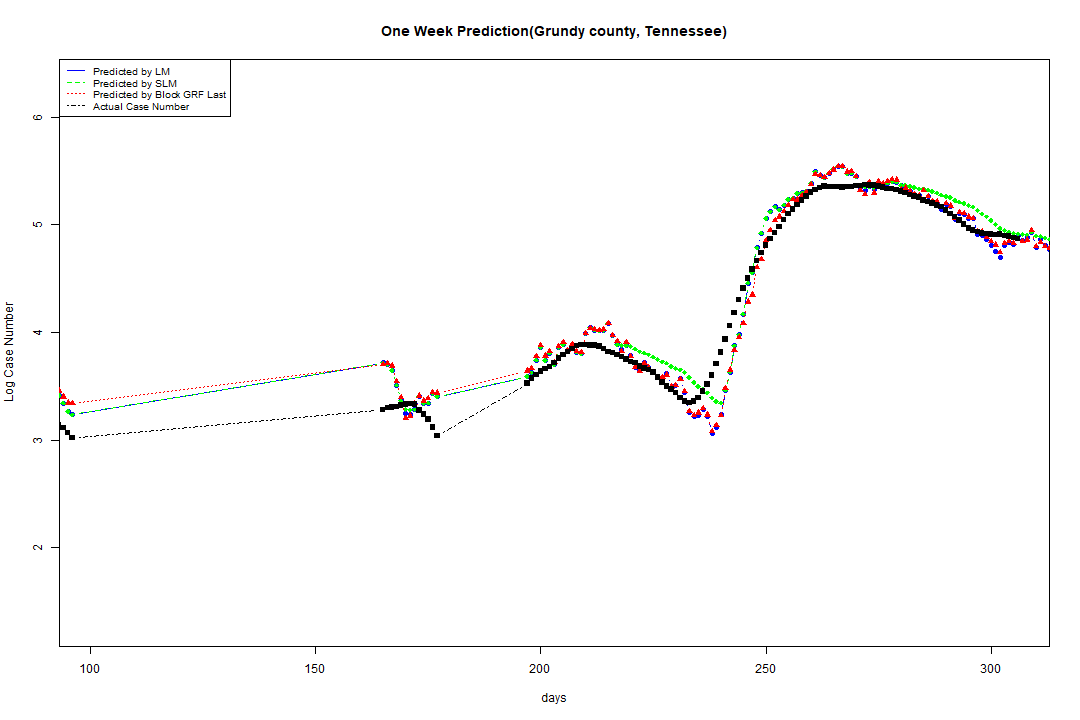 One Week Prediction(Grundy county, Tennessee)
Predicted by LM
Predicted by SLM
Predicted by Block GRF Last
Actual Case Number
6
5
4
3
2
Log Case Number
100 150 200 250 300
days